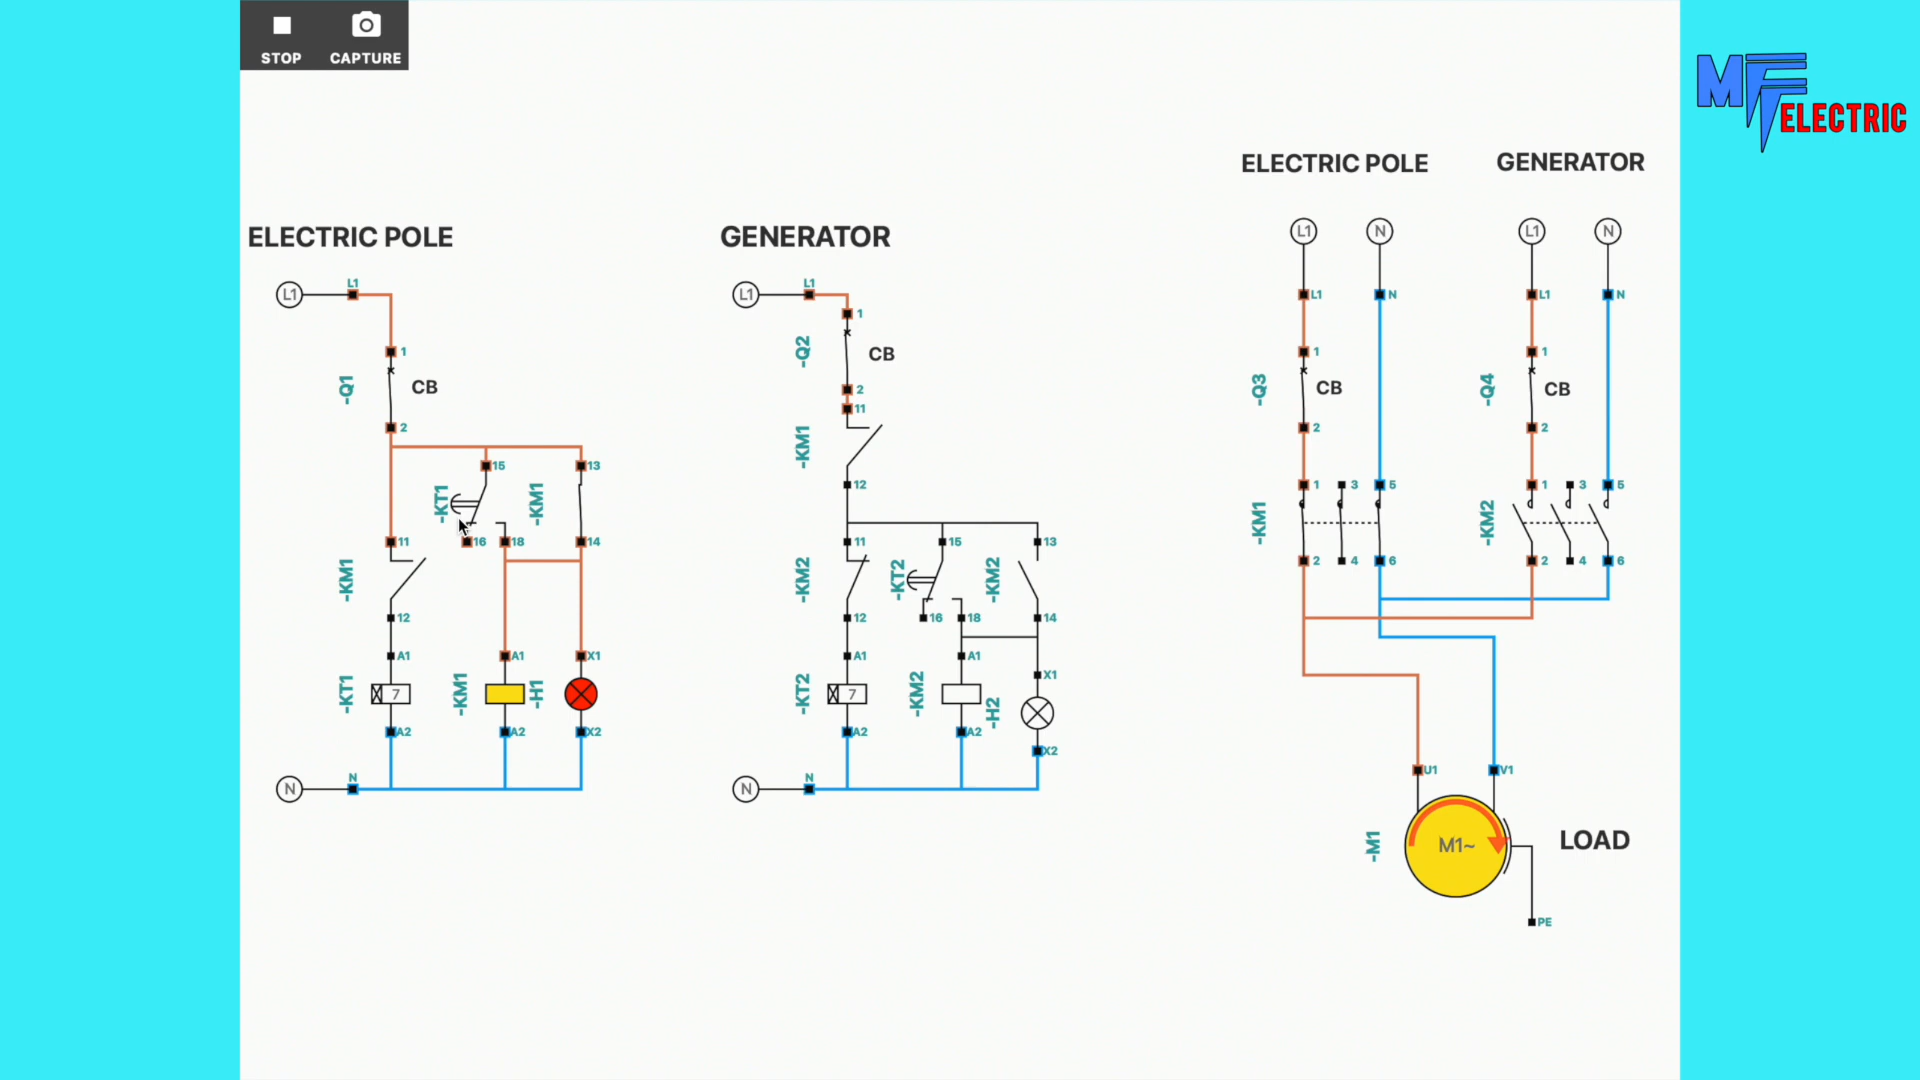 STOP
CAPTURE
MF ELECTRIC
ELECTRIC POLE
GENERATOR
ELECTRIC POLE
GENERATOR
L1
N
L1
N
L1
L1
L1
L1
L1
N
L1
N
1
-Q1
CB
2
1
-Q2
CB
2
11
-KM1
12
1
-Q3
CB
2
1
-Q4
CB
2
15
-KT1
16
18
13
-KM1
14
11
-KM1
12
11
-KM2
12
15
-KT2
16
18
13
-KM2
14
1
3
5
-KM1
2
4
6
1
3
5
-KM2
2
4
6
A1
-KT1
7
A2
A1
-KM1
A2
X1
-H1
X2
A1
-KT2
7
A2
A1
-KM2
A2
X1
-H2
X2
N
N
N
N
U1
V1
-M1
M1~
LOAD
PE